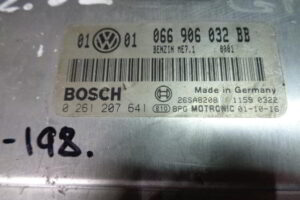 01 VW 01 066 906 032 BB
BENZIN ME7.1 0001
BOSCH
Made in Germany
0 261 207 641
26SA8208 1159 0322
BPG MOTRONIC 01-10-16
-198.